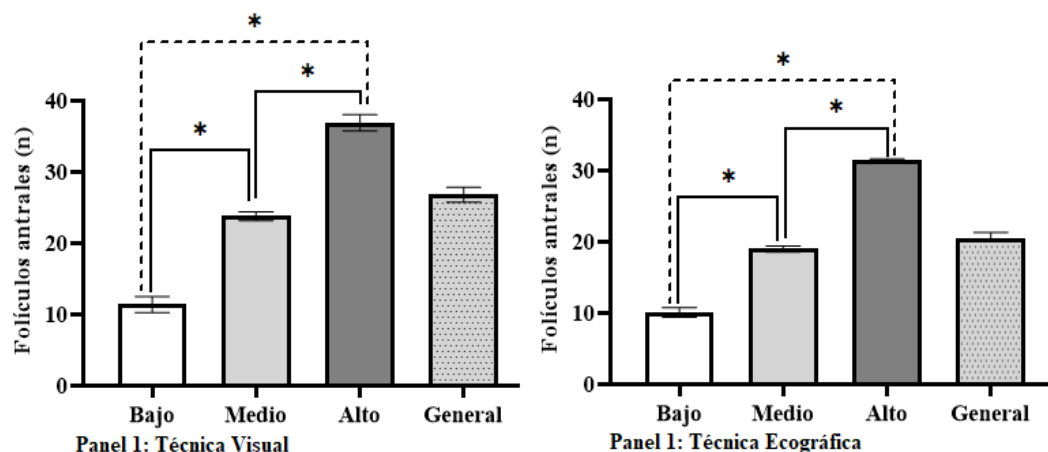 *
*
*
40
30
20
10
0
Folículos antrales (n)
Bajo Medio Alto General
Panel 1: Técnica Visual
*
*
*
40
30
20
10
0
Folículos antrales (n)
Bajo Medio Alto General
Panel 1: Técnica Ecográfica